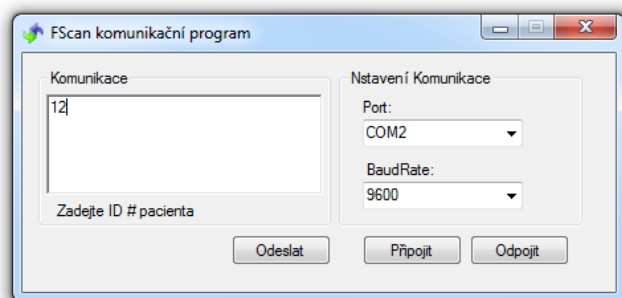 FScan komunikační program
Komunikace
12
Zadejte ID # pacienta
Odeslat
Nstavení Komunikace
Port:
COM2
BaudRate:
9600
Připojit
Odpojit